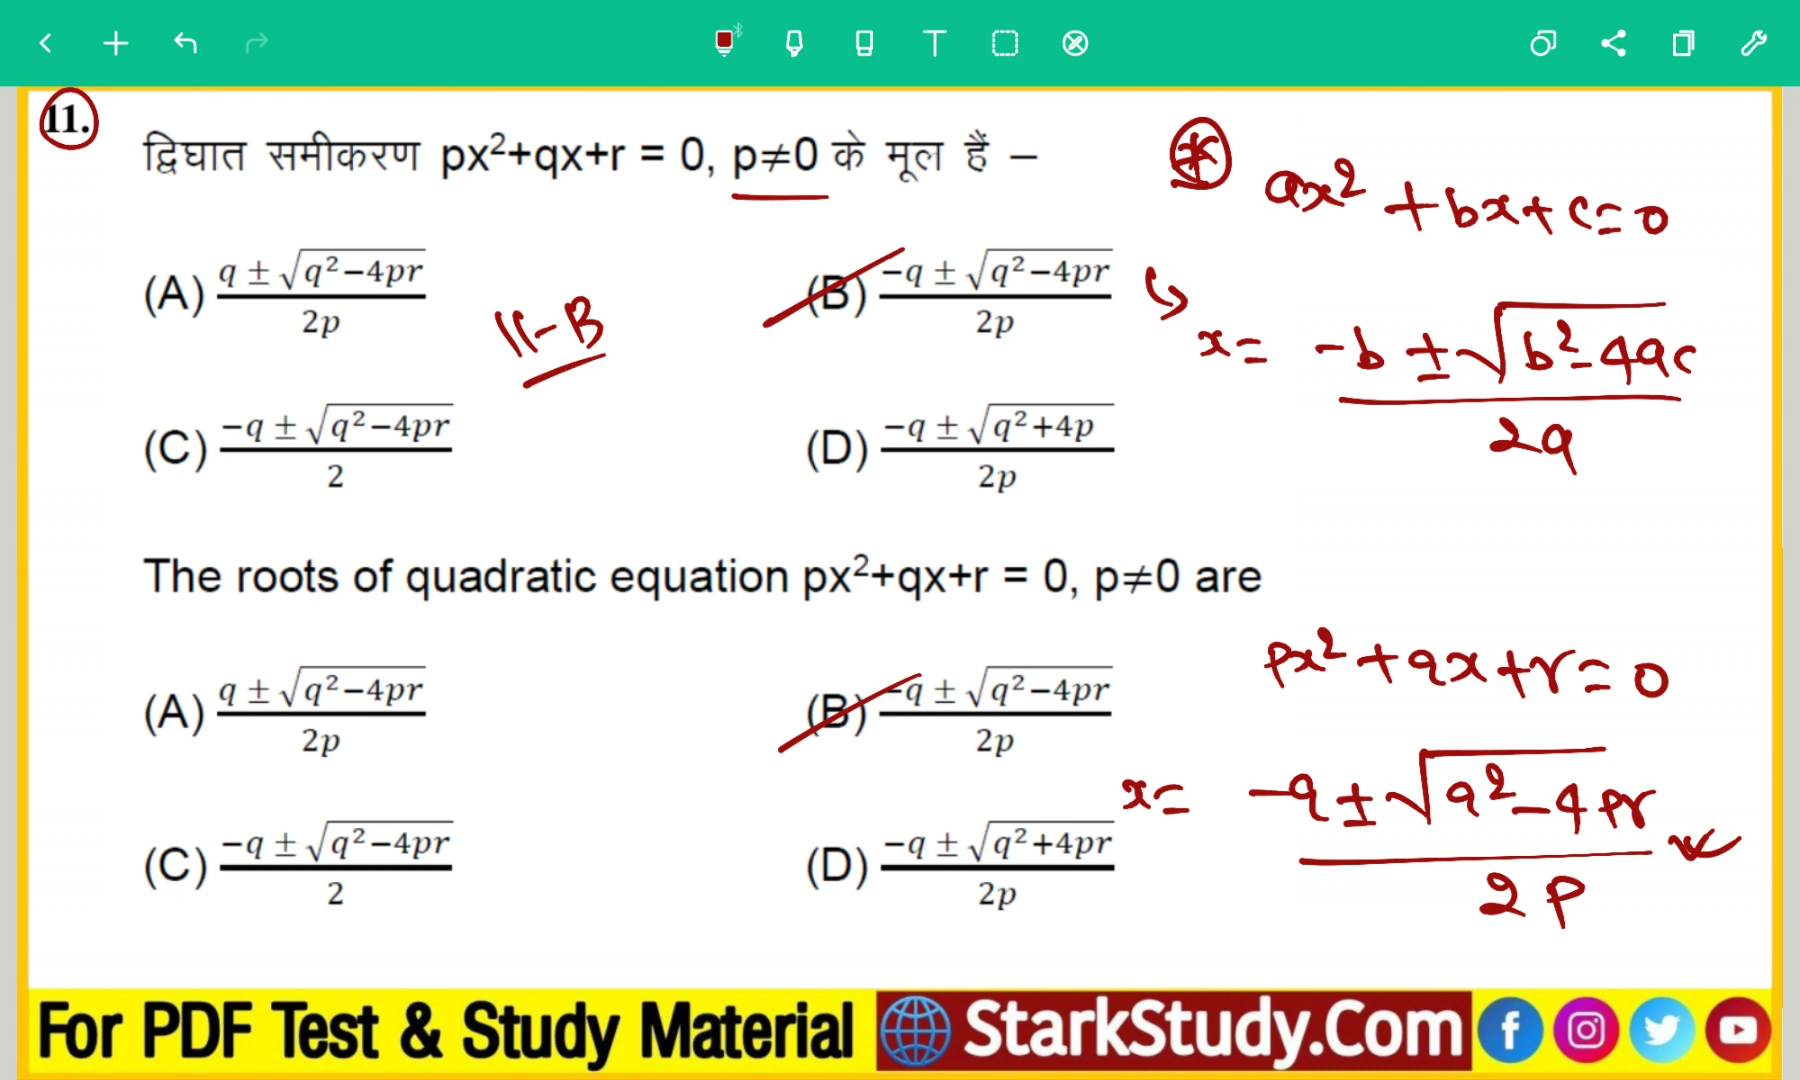 11.
द्विघात समीकरण px²+qx+r = 0, p≠0 के मूल हैं –
(A) q ± √(q²−4pr) / 2p
(B) −q ± √(q²−4pr) / 2p
(C) −q ± √(q²−4pr) / 2
(D) −q ± √(q²+4p) / 2p
11-B
* ax² + bx + c = 0
x = -b ± √(b² - 4ac) / 2a
The roots of quadratic equation px²+qx+r = 0, p≠0 are
(A) q ± √(q²−4pr) / 2p
(B) −q ± √(q²−4pr) / 2p
(C) −q ± √(q²−4pr) / 2
(D) −q ± √(q²+4pr) / 2p
px² + qx + r = 0
x = -q ± √(q² - 4pr) / 2p
For PDF Test & Study Material StarkStudy.Com